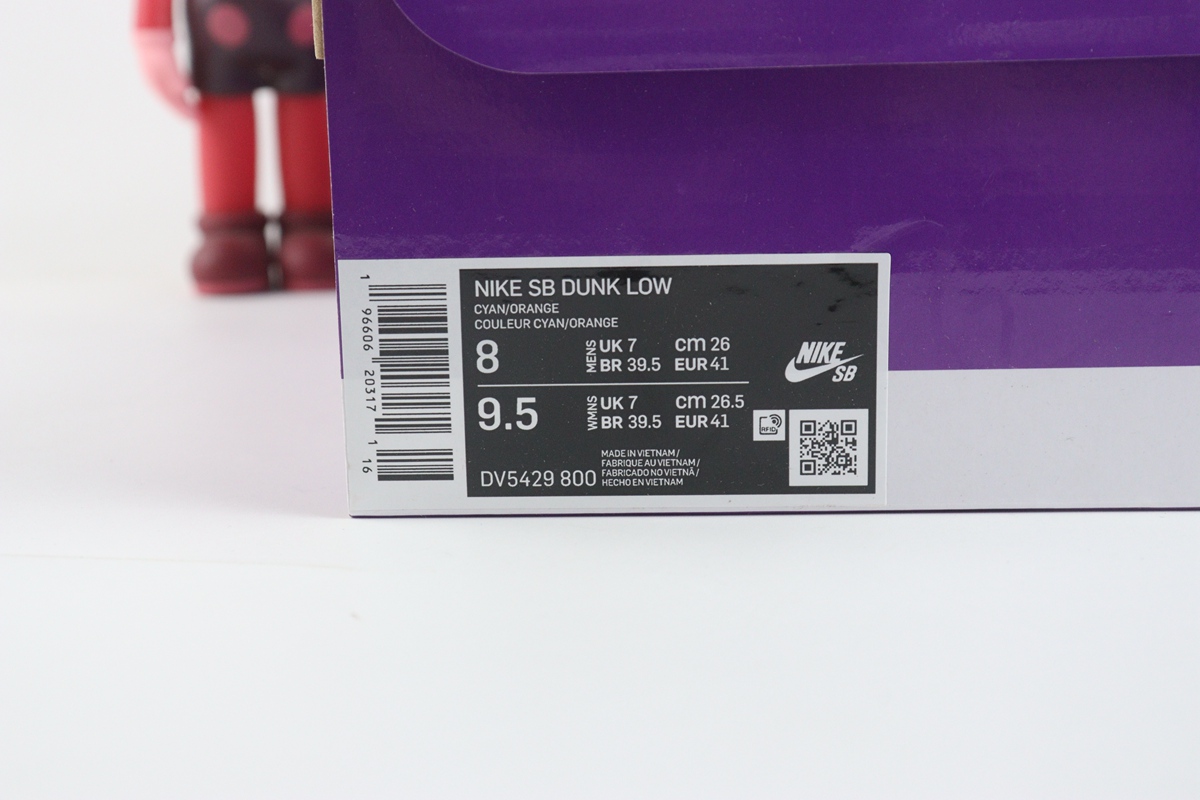 NIKE SB DUNK LOW
CYAN/ORANGE
COULEUR CYAN/ORANGE
8 MENS UK 7 cm 26
BR 39.5 EUR 41
9.5 WMNS UK 7 cm 26.5
BR 39.5 EUR 41
DV5429 800
MADE IN VIETNAM/
FABRIQUE AU VIETNAM/
FABRICADO NO VIETNÃ/
HECHO EN VIETNAM
NIKE
SB
RFID
1 96606 20317 1 16